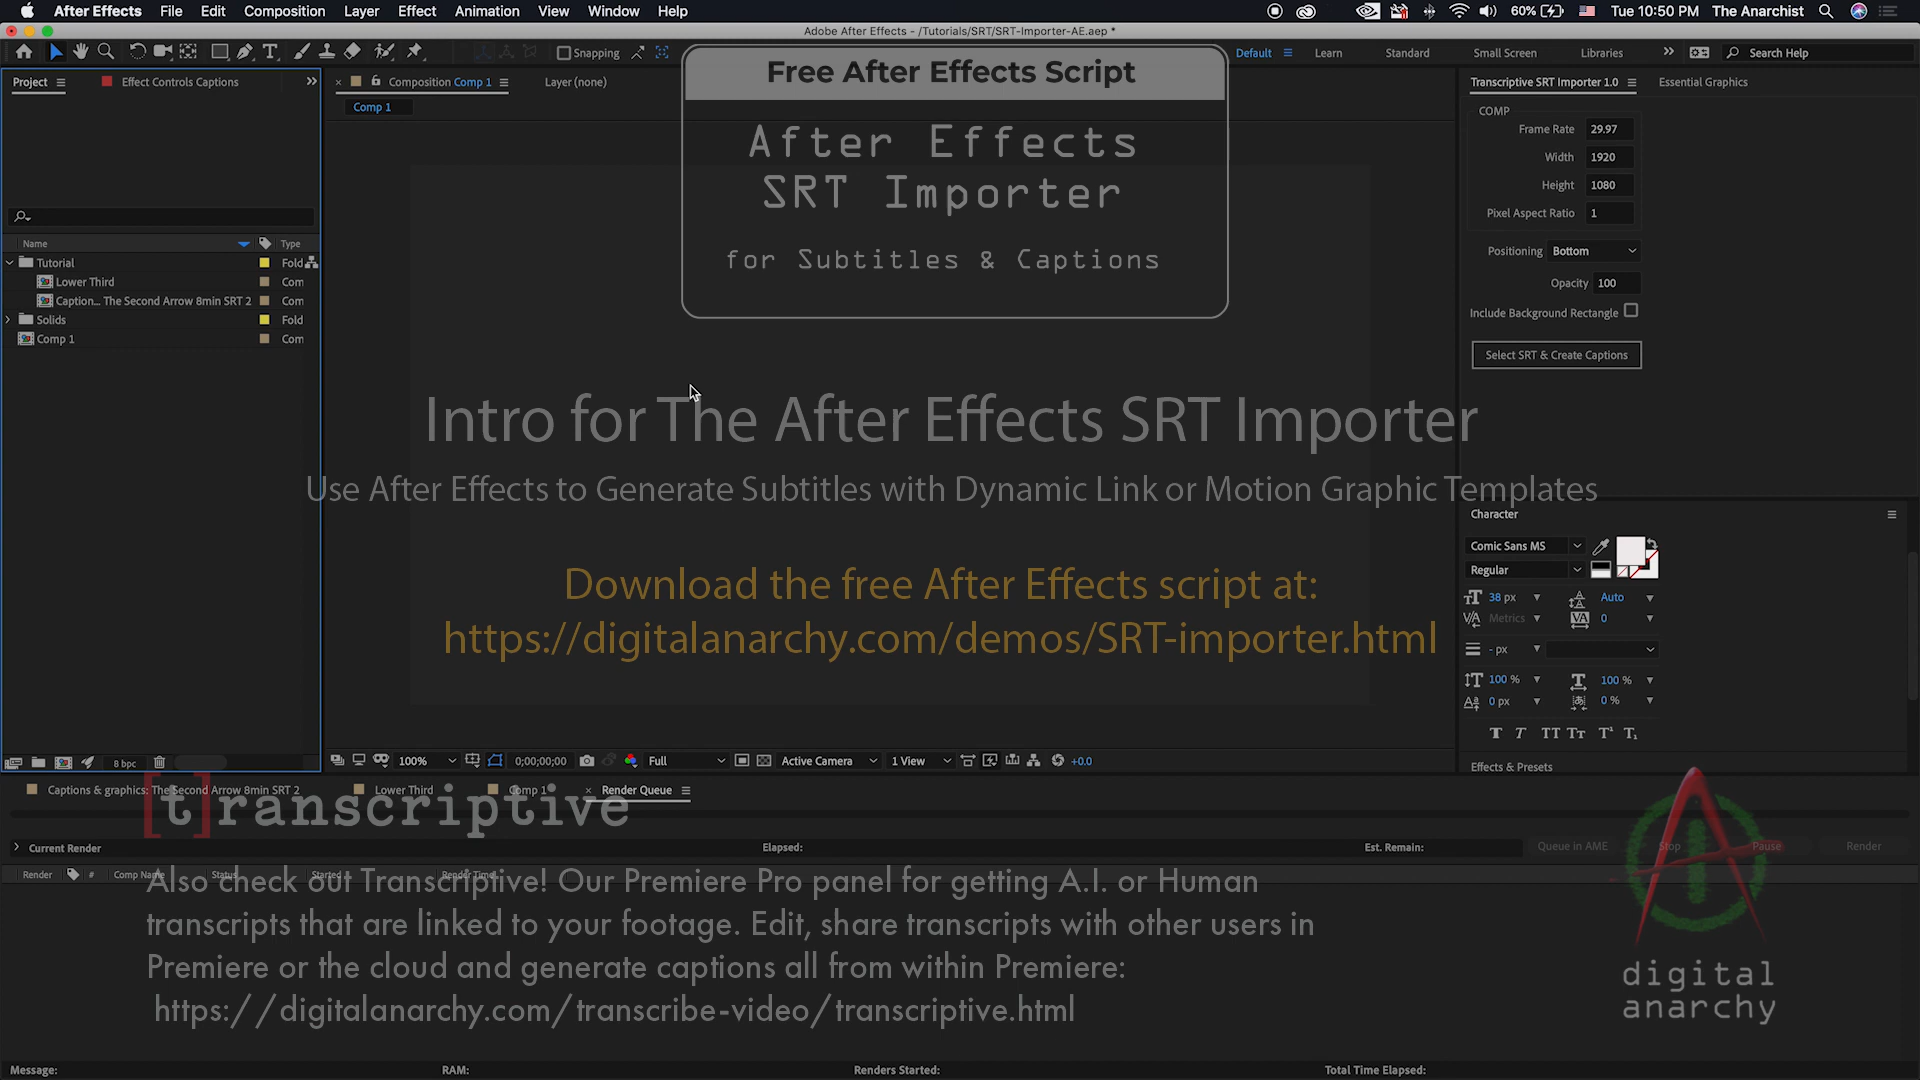 After Effects File Edit Composition Layer Effect Animation View Window Help 60% Tue 10:50 PM The Anarchist
Adobe After Effects - /Tutorials/SRT/SRT-Importer-AE.aep *
Snapping Default Learn Standard Small Screen Libraries Search Help
Free After Effects Script
After Effects
SRT Importer
for Subtitles & Captions
Project Effect Controls Captions
Composition Comp 1 Layer (none)
Comp 1
Name Type
Tutorial Fold
Lower Third Com
Caption... The Second Arrow 8min SRT 2 Com
Solids Fold
Comp 1 Com
Transcriptive SRT Importer 1.0 Essential Graphics
COMP
Frame Rate 29.97
Width 1920
Height 1080
Pixel Aspect Ratio 1
Positioning Bottom
Opacity 100
Include Background Rectangle
Select SRT & Create Captions
Intro for The After Effects SRT Importer
Use After Effects to Generate Subtitles with Dynamic Link or Motion Graphic Templates
Download the free After Effects script at:
https://digitalanarchy.com/demos/SRT-importer.html
Character
Comic Sans MS
Regular
38 px Auto
Metrics 0
- px
100 % 100 %
0 px 0 %
Effects & Presets
8 bpc 100% 0;00;00;00 Full Active Camera 1 View +0.0
Captions & graphics: The Second Arrow 8min SRT 2 Lower Third Comp 1 Render Queue
[t]ranscriptive
Current Render Elapsed: Est. Remain: Queue in AME Stop Pause Render
Render # Comp Name Status Started Render Time
Also check out Transcriptive! Our Premiere Pro panel for getting A.I. or Human
transcripts that are linked to your footage. Edit, share transcripts with other users in
Premiere or the cloud and generate captions all from within Premiere:
https://digitalanarchy.com/transcribe-video/transcriptive.html
digital
anarchy
Message: RAM: Renders Started: Total Time Elapsed: